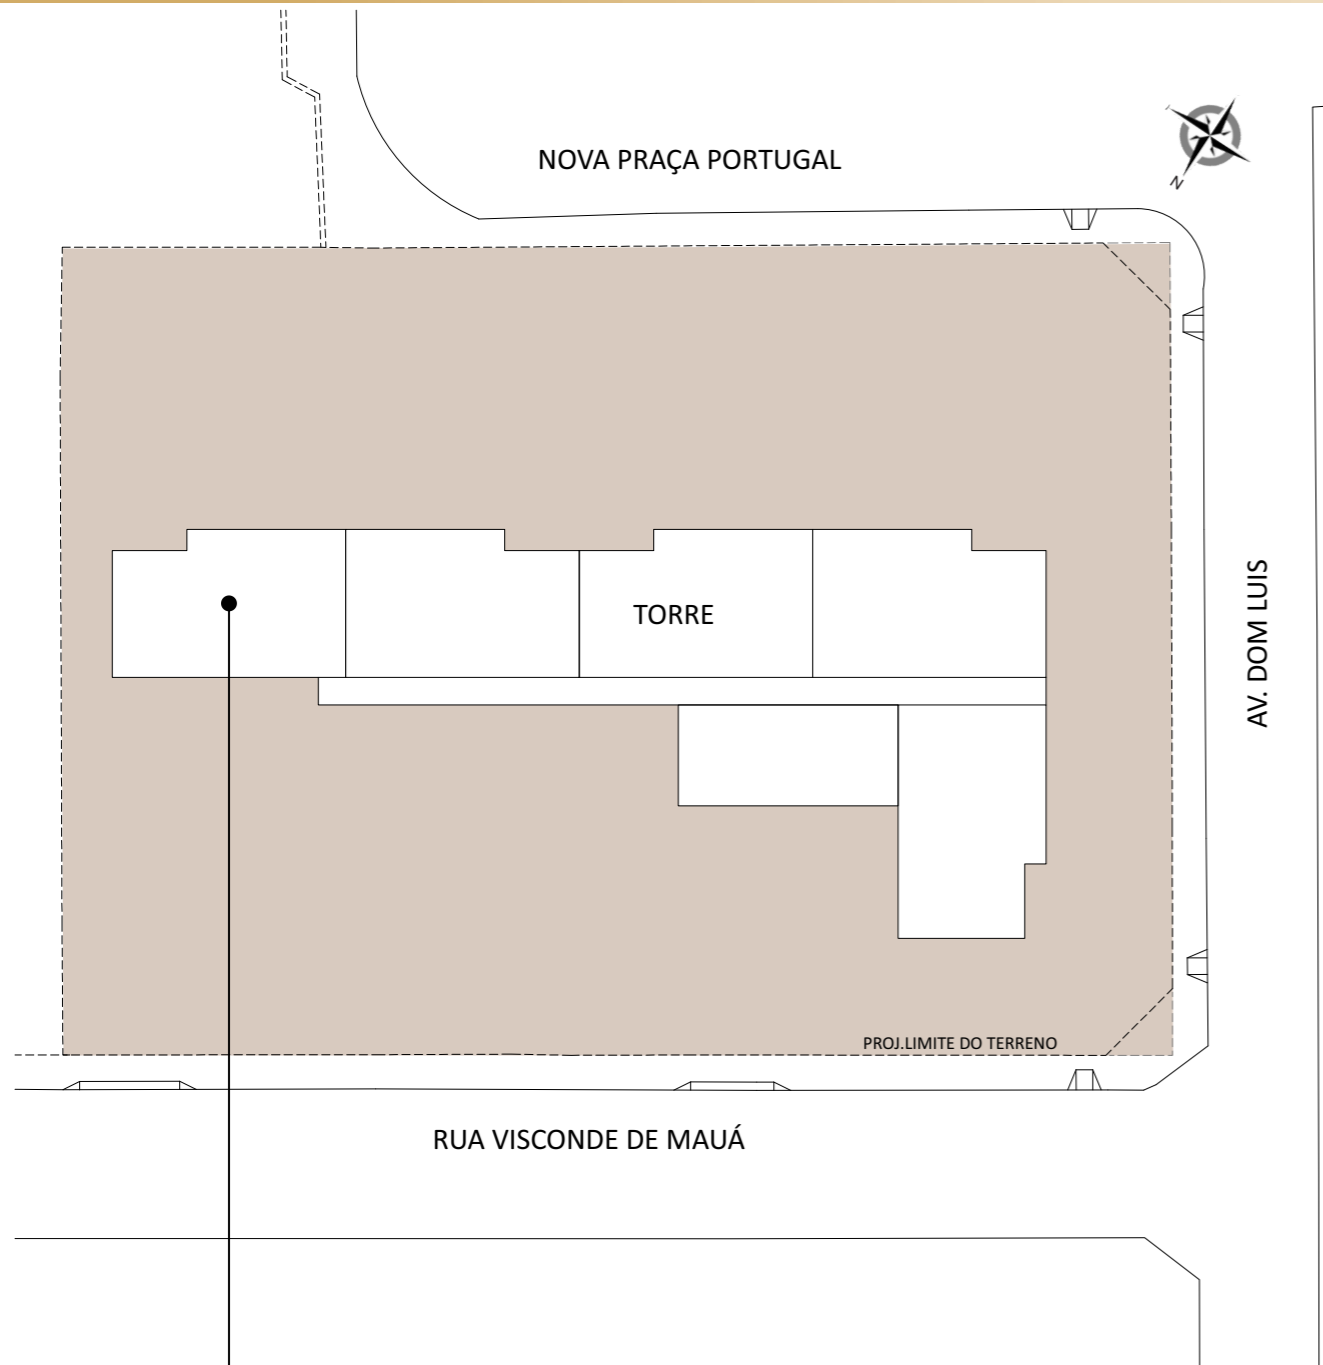 NOVA PRAÇA PORTUGAL
N
TORRE
AV. DOM LUIS
PROJ.LIMITE DO TERRENO
RUA VISCONDE DE MAUÁ